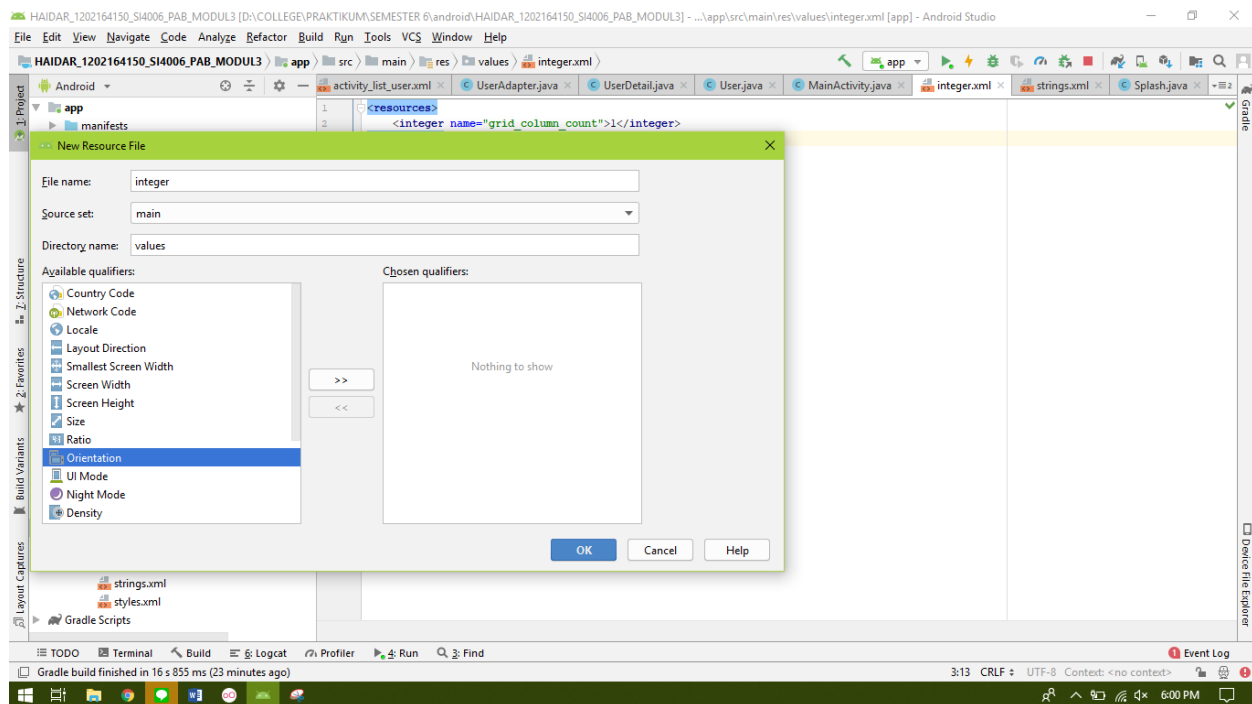 HAIDAR_1202164150_SI4006_PAB_MODUL3 [D:\COLLEGE\PRAKTIKUM\SEMESTER 6\android\HAIDAR_1202164150_SI4006_PAB_MODUL3] - ...\app\src\main\res\values\integer.xml [app] - Android Studio
File Edit View Navigate Code Analyze Refactor Build Run Tools VCS Window Help
HAIDAR_1202164150_SI4006_PAB_MODUL3 app src main res values integer.xml
app
Android
activity_list_user.xml UserAdapter.java UserDetail.java User.java MainActivity.java integer.xml strings.xml Splash.java 2
1: Project
Gradle
app
manifests
1 <resources>
2 <integer name="grid_column_count">1</integer>
New Resource File
File name: integer
Source set: main
Directory name: values
Available qualifiers:
Chosen qualifiers:
Country Code
Network Code
Locale
Layout Direction
Smallest Screen Width
Screen Width
Screen Height
Size
Ratio
Orientation
UI Mode
Night Mode
Density
>>
<<
Nothing to show
OK Cancel Help
7: Structure
2: Favorites
Build Variants
Layout Captures
Device File Explorer
strings.xml
styles.xml
Gradle Scripts
TODO Terminal Build 6: Logcat Profiler 4: Run 3: Find
1 Event Log
Gradle build finished in 16 s 855 ms (23 minutes ago)
3:13 CRLF UTF-8 Context: <no context>
6:00 PM